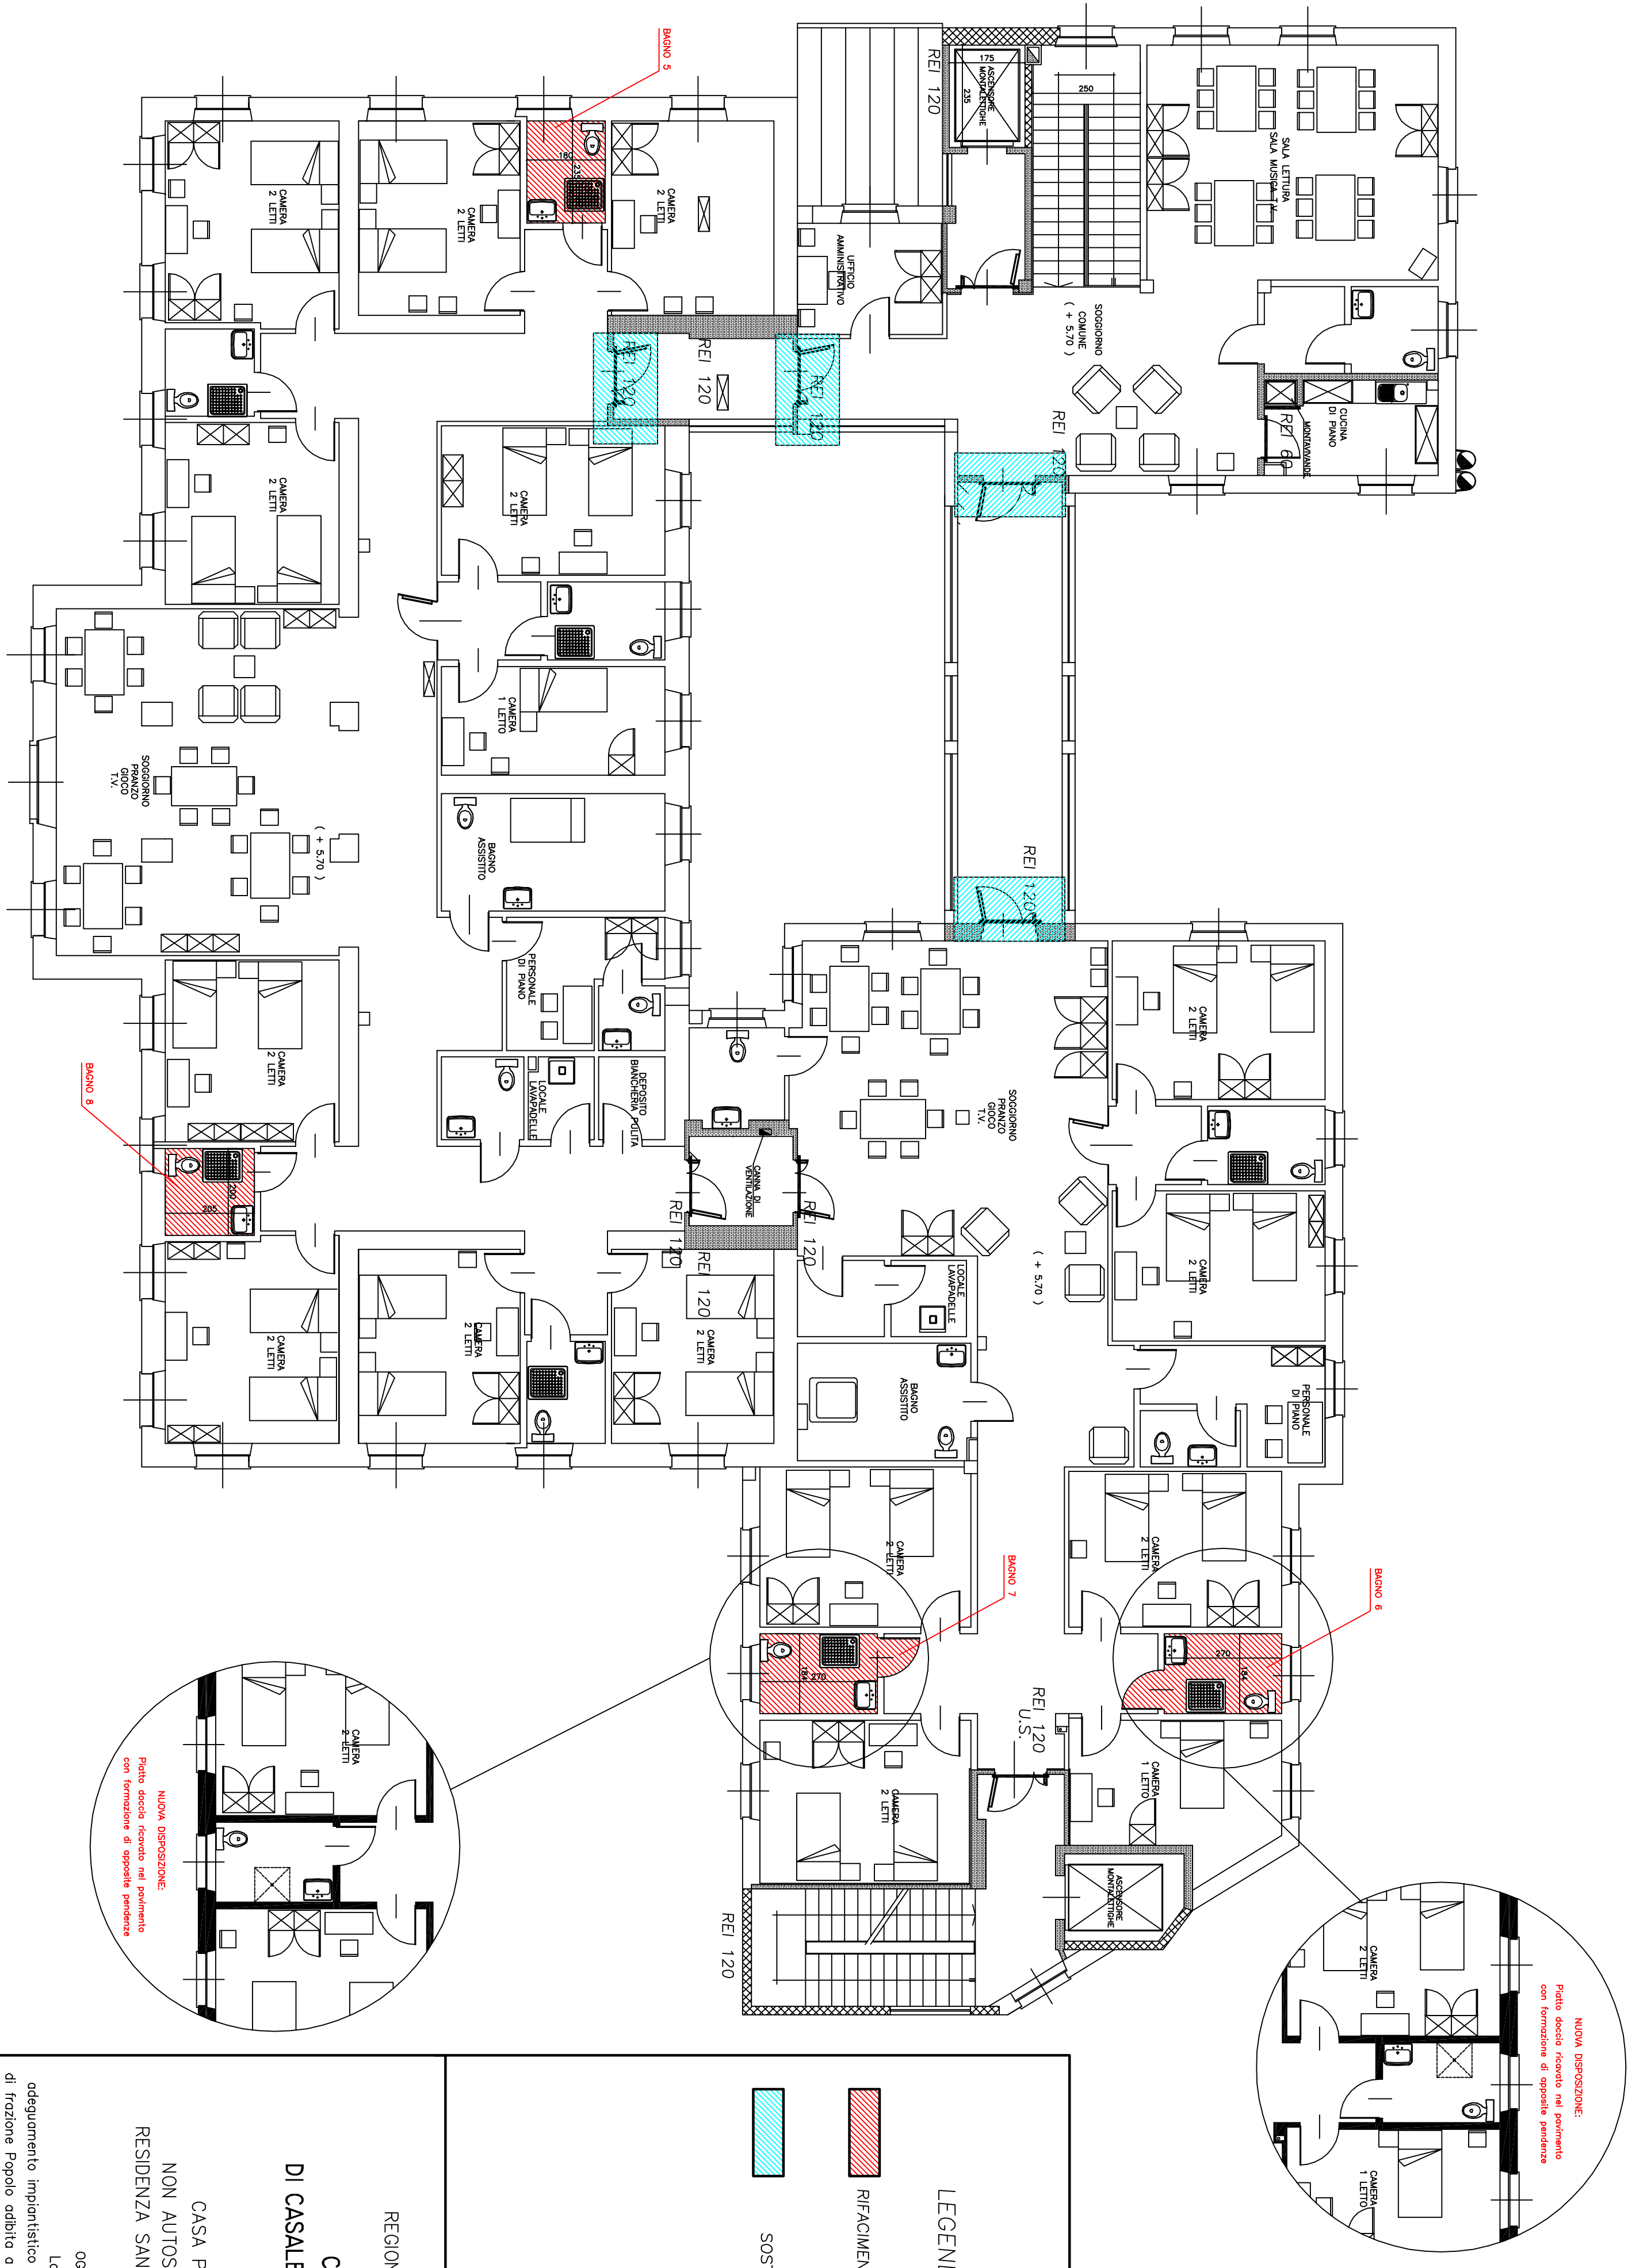 BAGNO 5
REI 120
175
ASCENSORE
MONTALETTIGHE
235
250
SALA LETTURA
SALA MUSICA T.V.
CAMERA
2 LETTI
CAMERA
2 LETTI
180
235
CAMERA
2 LETTI
UFFICIO
AMMINISTRATIVO
SOGGIORNO
COMUNE
( + 5.70 )
REI 120
REI 120
REI 120
REI 120
CUCINA
DI PIANO
MONTAVIVANDE
REI 60
CAMERA
2 LETTI
CAMERA
2 LETTI
CAMERA
1 LETTO
SOGGIORNO
PRANZO
GIOCO
T.V.
( + 5.70 )
BAGNO
ASSISTITO
REI 120
PERSONALE
DI PIANO
CAMERA
2 LETTI
LOCALE
LAVAPADELLE
DEPOSITO
BIANCHERIA PULITA
CANNA DI
VENTILAZIONE
SOGGIORNO
PRANZO
GIOCO
T.V.
CAMERA
2 LETTI
BAGNO 8
200
205
REI 120
REI 120
REI 120
( + 5.70 )
CAMERA
2 LETTI
LOCALE
LAVAPADELLE
CAMERA
2 LETTI
CAMERA
2 LETTI
CAMERA
2 LETTI
BAGNO
ASSISTITO
PERSONALE
DI PIANO
CAMERA
2 LETTI
CAMERA
2 LETTI
BAGNO 7
BAGNO 6
184
270
270
184
REI 120
U.S.
CAMERA
2 LETTI
CAMERA
1 LETTO
ASCENSORE
MONTALETTIGHE
REI 120
CAMERA
2 LETTI
NUOVA DISPOSIZIONE:
Piatto doccia ricavato nel pavimento
con formazione di apposite pendenze
CAMERA
2 LETTI
CAMERA
1 LETTO
NUOVA DISPOSIZIONE:
Piatto doccia ricavato nel pavimento
con formazione di apposite pendenze
DI
REGION
CASA
NON
RESIDENZA
adeguamento impiantistico
di frazione Popolo adibita a